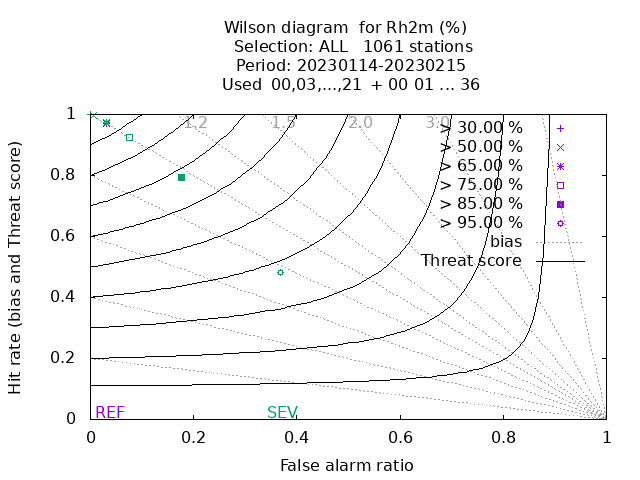 Wilson diagram  for Rh2m (%)
Selection: ALL   1061 stations
Period: 20230114-20230215
Used  00,03,...,21  + 00 01 ... 36
1 1.2 1.5 2.0 3.0
> 30.00 %
> 50.00 %
> 65.00 %
> 75.00 %
> 85.00 %
> 95.00 %
bias
Threat score
0.8
0.6
0.4
0.2
0
Hit rate (bias and Threat score)
REF SEV
0 0.2 0.4 0.6 0.8 1
False alarm ratio